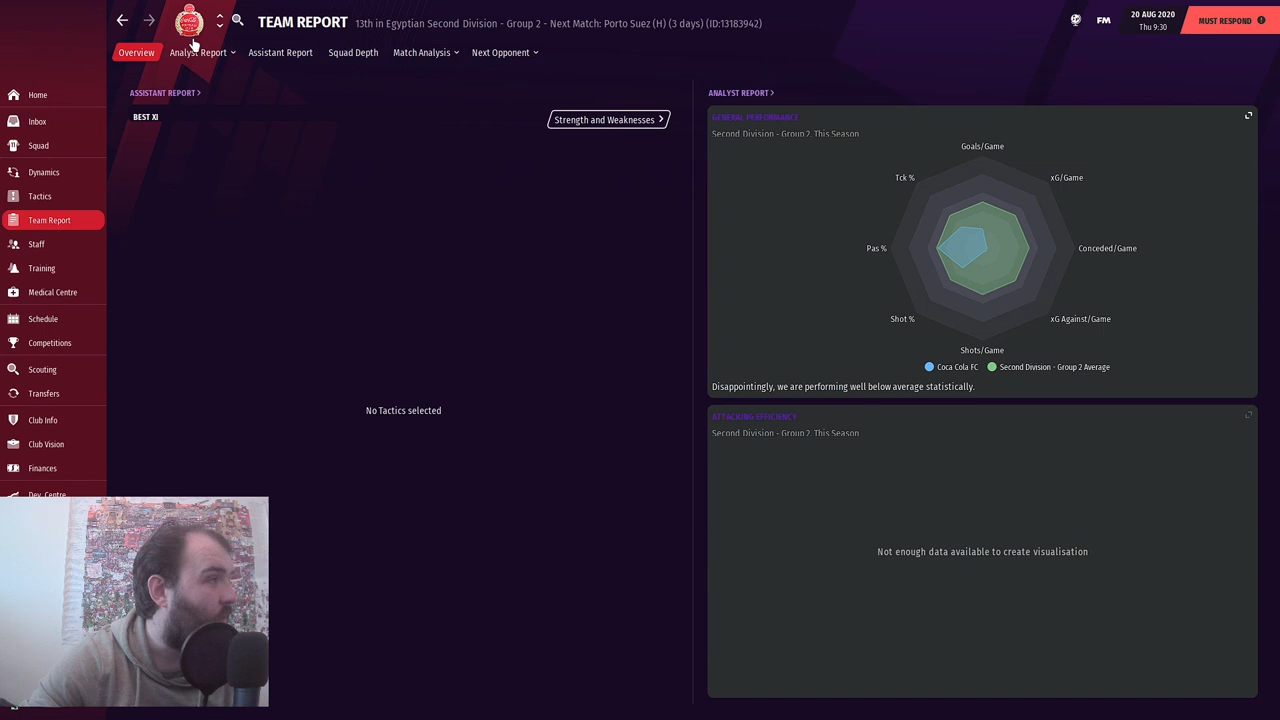 TEAM REPORT
13th in Egyptian Second Division - Group 2 - Next Match: Porto Suez (H) (3 days) (ID:13183942)
FM
20 AUG 2020
Thu 9:30
MUST RESPOND
Overview
Analyst Report
Assistant Report
Squad Depth
Match Analysis
Next Opponent
Home
Inbox
Squad
Dynamics
Tactics
Team Report
Staff
Training
Medical Centre
Schedule
Competitions
Scouting
Transfers
Club Info
Club Vision
Finances
Dev. Centre
ASSISTANT REPORT >
BEST XI
Strength and Weaknesses >
No Tactics selected
ANALYST REPORT >
GENERAL PERFORMANCE
Second Division - Group 2, This Season
Goals/Game
xG/Game
Conceded/Game
xG Against/Game
Shots/Game
Shot %
Pas %
Tck %
Coca Cola FC
Second Division - Group 2 Average
Disappointingly, we are performing well below average statistically.
ATTACKING EFFICIENCY
Second Division - Group 2, This Season
Not enough data available to create visualisation